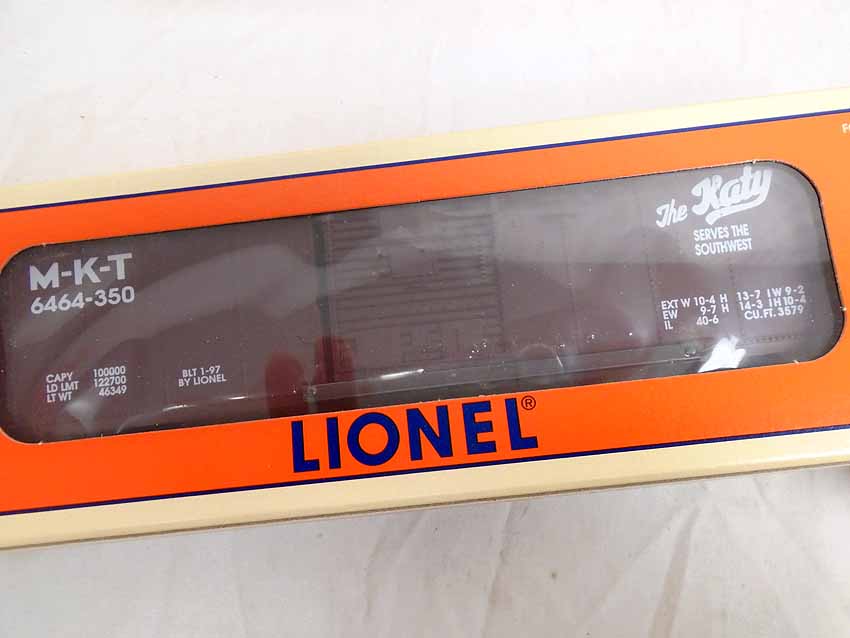 M-K-T
6464-350
CAPY 100000
LD LMT 122700
LT WT 46349
BLT 1-97
BY LIONEL
The Katy
SERVES THE
SOUTHWEST
EXT W 10-4 H 13-7 I W 9-2
EW 9-7 H 14-3 I H 10-4
IL 40-6 CU.FT. 3579
LIONEL®